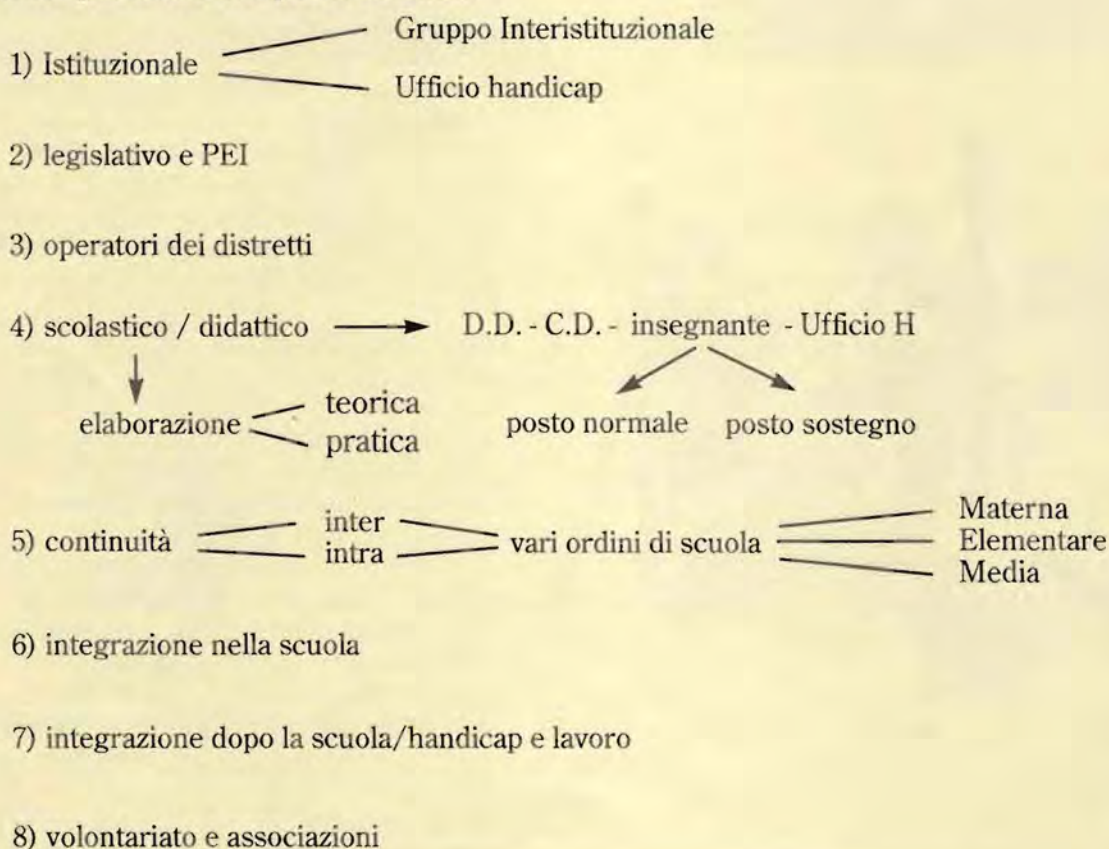 Gruppo Interistituzionale
1) Istituzionale
Ufficio handicap
2) legislativo e PEI
3) operatori dei distretti
4) scolastico / didattico D.D. - C.D. - insegnante - Ufficio H
elaborazione teorica
pratica
posto normale posto sostegno
5) continuità inter
intra
vari ordini di scuola
Materna
Elementare
Media
6) integrazione nella scuola
7) integrazione dopo la scuola/handicap e lavoro
8) volontariato e associazioni